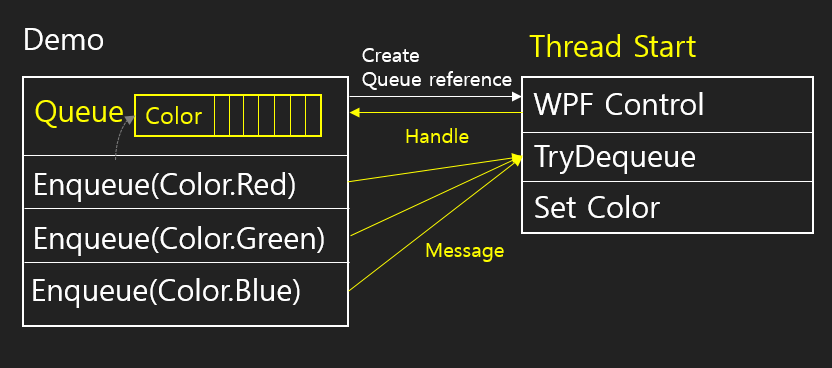 Demo
Thread Start
Create
Queue reference
Queue
Color
WPF Control
Handle
TryDequeue
Enqueue(Color.Red)
Set Color
Enqueue(Color.Green)
Message
Enqueue(Color.Blue)